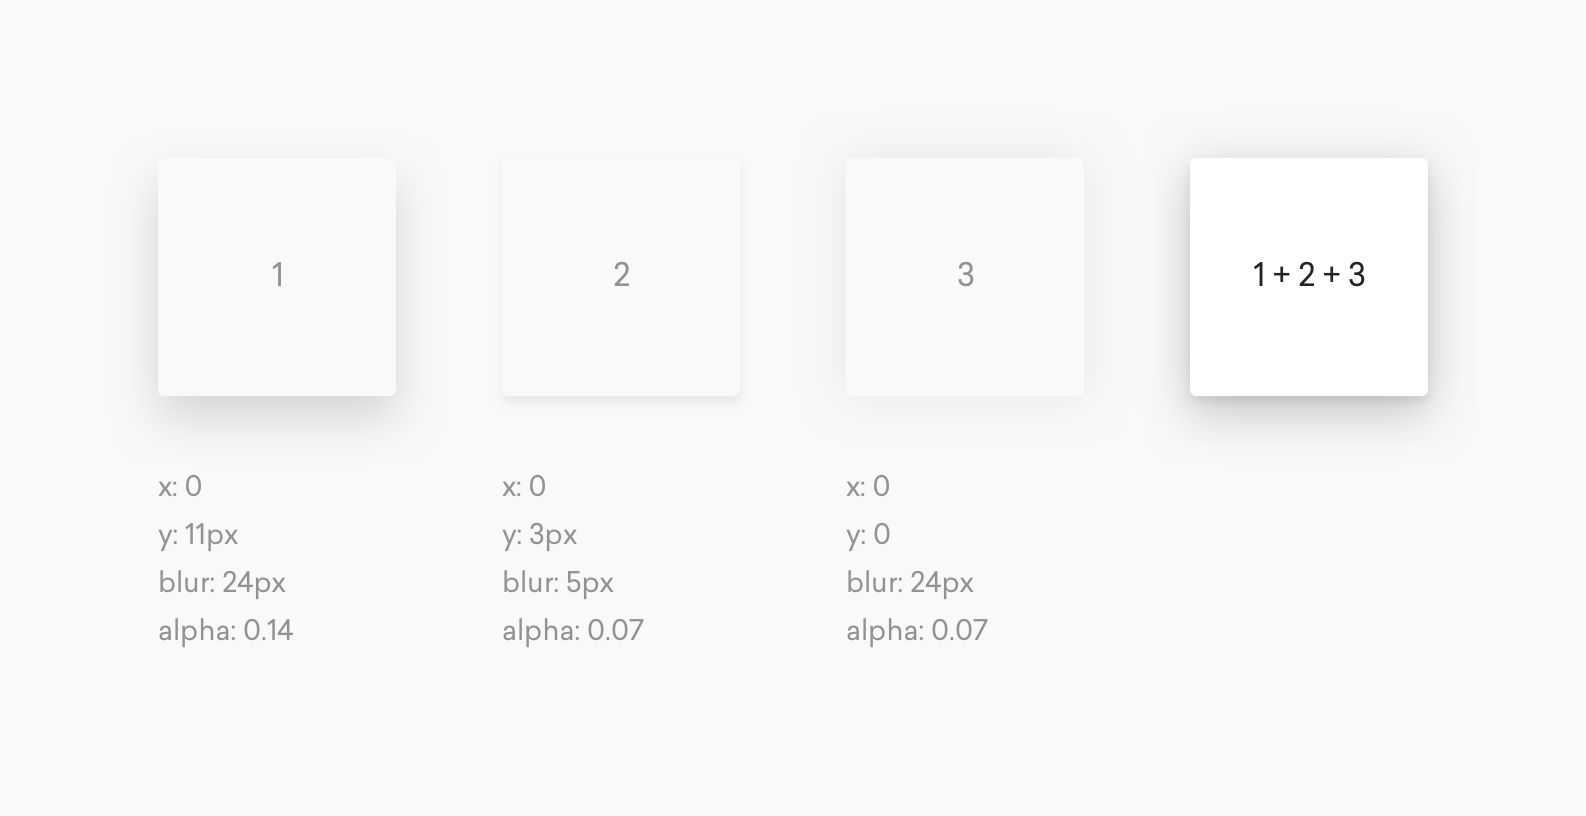 1
2
3
1 + 2 + 3
x: 0
y: 11px
blur: 24px
alpha: 0.14
x: 0
y: 3px
blur: 5px
alpha: 0.07
x: 0
y: 0
blur: 24px
alpha: 0.07